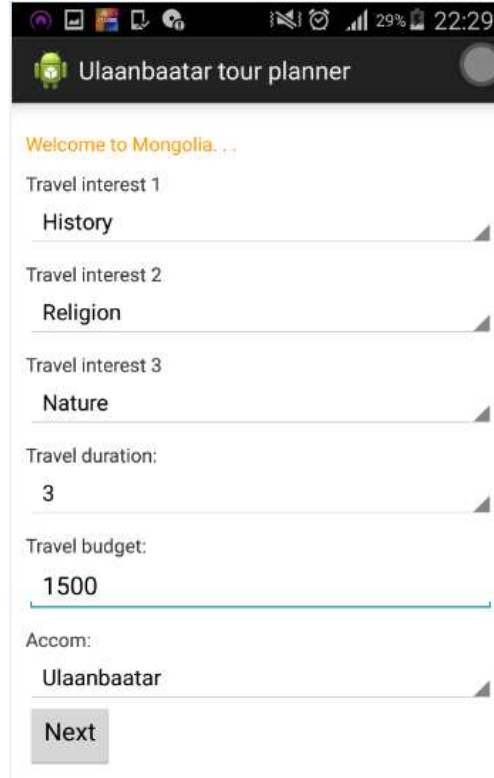 29% 22:29
Ulaanbaatar tour planner
Welcome to Mongolia. . .
Travel interest 1
History
Travel interest 2
Religion
Travel interest 3
Nature
Travel duration:
3
Travel budget:
1500
Accom:
Ulaanbaatar
Next